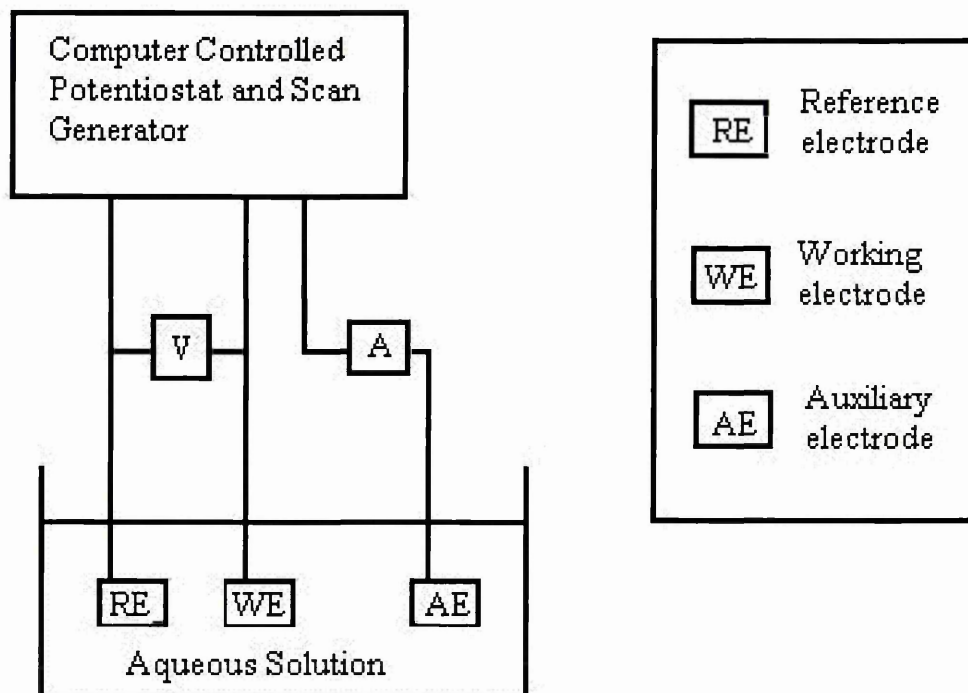 Computer Controlled
Potentiostat and Scan
Generator
V
A
RE
WE
AE
Aqueous Solution
RE
Reference
electrode
WE
Working
electrode
AE
Auxiliary
electrode